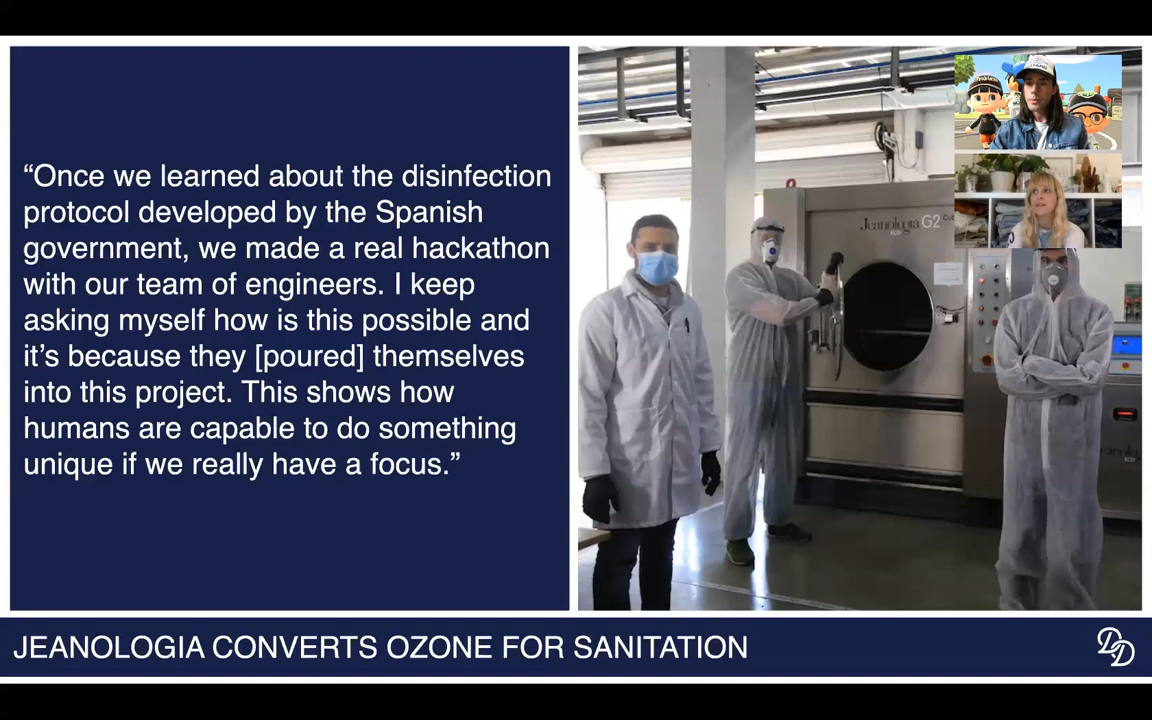 “Once we learned about the disinfection
protocol developed by the Spanish
government, we made a real hackathon
with our team of engineers. I keep
asking myself how is this possible and
it’s because they [poured] themselves
into this project. This shows how
humans are capable to do something
unique if we really have a focus.”
Jeanologia G2
ECO
JEANOLOGIA CONVERTS OZONE FOR SANITATION
DD